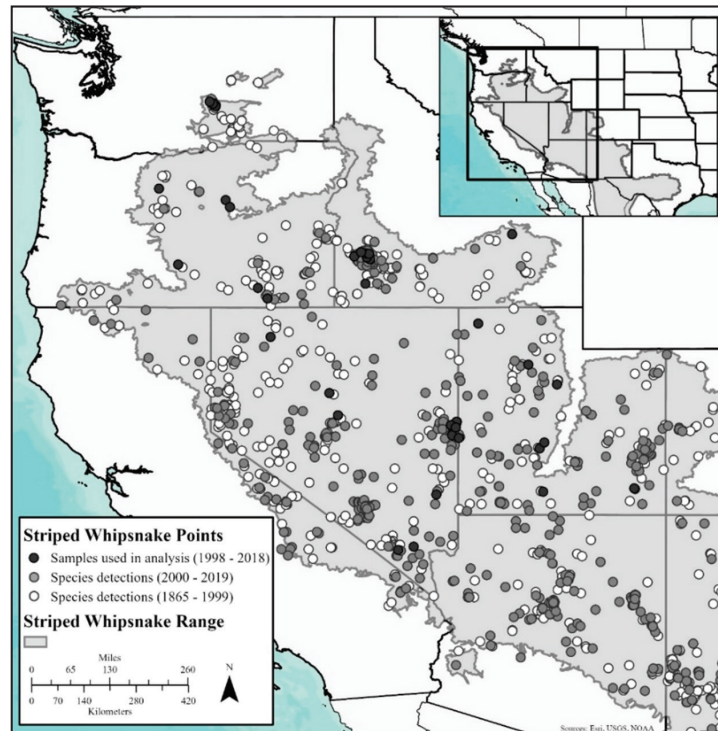 Striped Whipsnake Points
Samples used in analysis (1998 - 2018)
Species detections (2000 - 2019)
Species detections (1865 - 1999)
Striped Whipsnake Range
Miles
0 65 130 260
0 70 140 280 420
Kilometers
N
Sources: Esri, USGS, NOAA